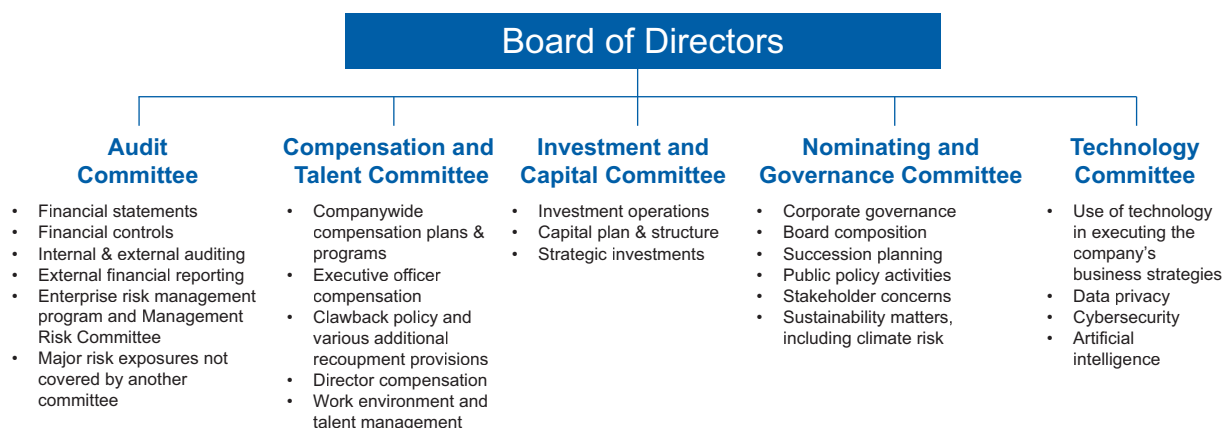 Board of Directors
Audit
Committee
• Financial statements
• Financial controls
• Internal & external auditing
• External financial reporting
• Enterprise risk management
program and Management
Risk Committee
• Major risk exposures not
covered by another
committee
Compensation and
Talent Committee
• Companywide
compensation plans &
programs
• Executive officer
compensation
• Clawback policy and
various additional
recoupment provisions
• Director compensation
• Work environment and
talent management
Investment and
Capital Committee
• Investment operations
• Capital plan & structure
• Strategic investments
Nominating and
Governance Committee
• Corporate governance
• Board composition
• Succession planning
• Public policy activities
• Stakeholder concerns
• Sustainability matters,
including climate risk
Technology
Committee
• Use of technology
in executing the
company's
business strategies
• Data privacy
• Cybersecurity
• Artificial
intelligence